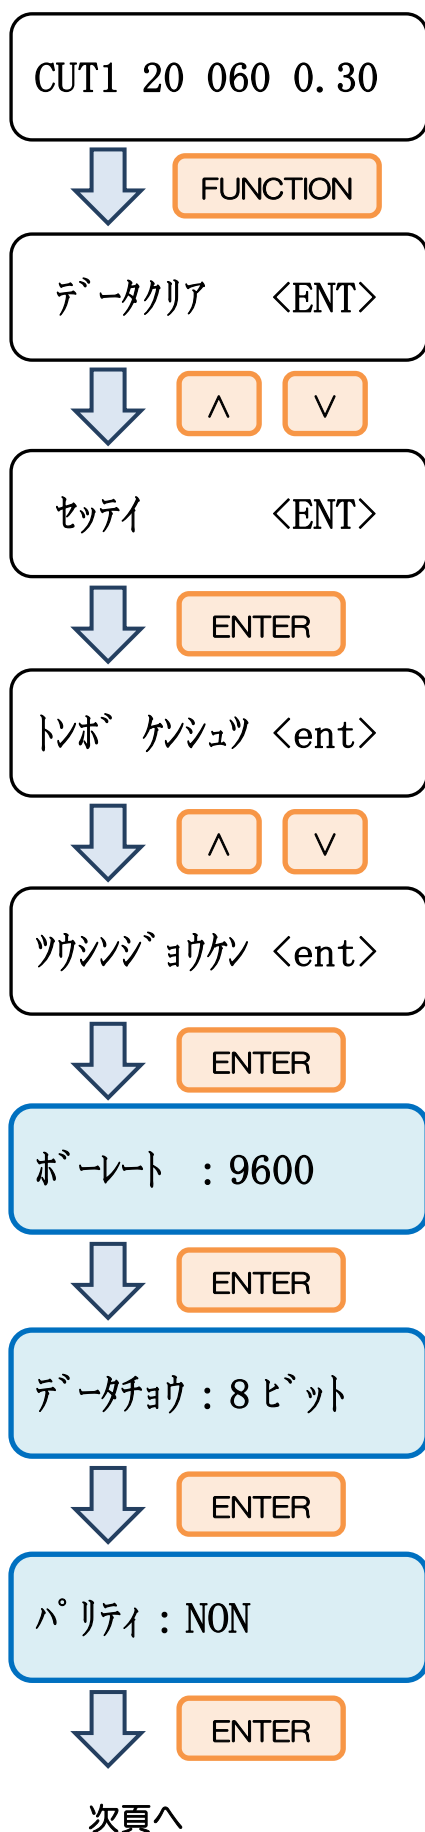 CUT1 20 060 0.30
FUNCTION
ﾃﾞｰﾀｸﾘｱ <ENT>
∧ ∨
ｾｯﾃｲ <ENT>
ENTER
ﾄﾝﾎﾞ ｹﾝｼｭﾂ <ent>
∧ ∨
ﾂｳｼﾝｼﾞｮｳｹﾝ <ent>
ENTER
ﾎﾞｰﾚｰﾄ :9600
ENTER
ﾃﾞｰﾀﾁｮｳ:8ﾋﾞｯﾄ
ENTER
ﾊﾟﾘﾃｨ:NON
ENTER
次頁へ